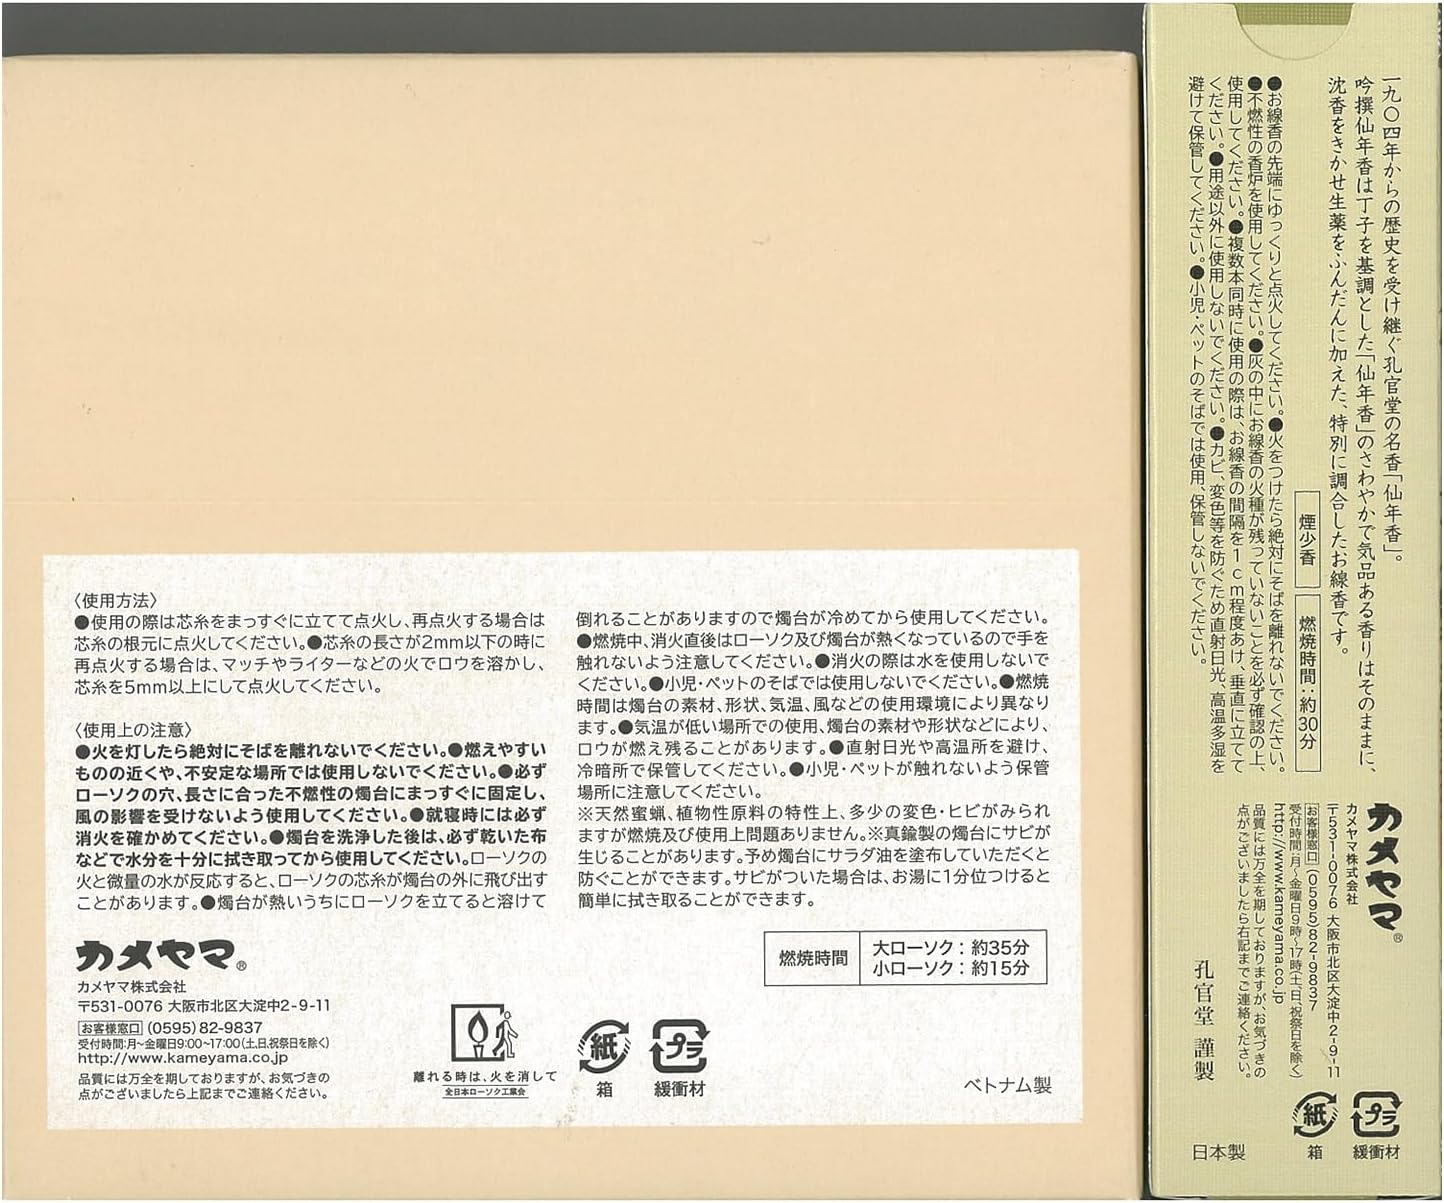 〈使用方法〉
●使用の際は芯糸をまっすぐに立てて点火し、再点火する場合は
芯糸の根元に点火してください。●芯糸の長さが2mm以下の時に
再点火する場合は、マッチやライターなどの火でロウを溶かし、
芯糸を5mm以上にして点火してください。
〈使用上の注意〉
●火を灯したら絶対にそばを離れないでください。●燃えやすい
ものの近くや、不安定な場所では使用しないでください。●必ず
ローソクの穴、長さに合った不燃性の燭台にまっすぐに固定し、
風の影響を受けないよう使用してください。●就寝時には必ず
消火を確かめてください。●燭台を洗浄した後は、必ず乾いた布
などで水分を十分に拭き取ってから使用してください。ローソクの
火と微量の水が反応すると、ローソクの芯糸が燭台の外に飛び出す
ことがあります。●燭台が熱いうちにローソクを立てると溶けて
倒れることがありますので燭台が冷めてから使用してください。
●燃焼中、消火直後はローソク及び燭台が熱くなっているので手を
触れないよう注意してください。●消火の際は水を使用しないで
ください。●小児・ペットのそばでは使用しないでください。●燃焼
時間は燭台の素材、形状、気温、風などの使用環境により異なり
ます。●気温が低い場所での使用、燭台の素材や形状などにより、
ロウが燃え残ることがあります。●直射日光や高温所を避け、
冷暗所で保管してください。●小児・ペットが触れないよう保管
場所に注意してください。
※天然蜜蝋、植物性原料の特性上、多少の変色・ヒビがみられ
ますが燃焼及び使用上問題ありません。※真鍮製の燭台にサビが
生じることがあります。予め燭台にサラダ油を塗布していただくと
防ぐことができます。サビがついた場合は、お湯に1分位つけると
簡単に拭き取ることができます。
燃焼時間
大ローソク：約35分
小ローソク：約15分
カメヤマ®
カメヤマ株式会社
〒531-0076 大阪市北区大淀中2-9-11
お客様窓口 (0595)82-9837
受付時間:月〜金曜日9:00〜17:00(土,日,祝祭日を除く)
http://www.kameyama.co.jp
品質には万全を期しておりますが、お気づきの
点がございましたら上記までご連絡ください。
離れる時は、火を消して
全日本ローソク工業会
紙
箱
プラ
緩衝材
ベトナム製
一九〇四年からの歴史を受け継ぐ孔官堂の名香「仙年香」。
吟撰仙年香は丁子を基調とした「仙年香」のさわやかで気品ある香りはそのままに、
沈香をきかせ生薬をふんだんに加えた、特別に調合したお線香です。
煙少香
燃焼時間：約30分
●お線香の先端にゆっくりと点火してください。●火をつけたら絶対にそばを離れないでください。
●不燃性の香炉を使用してください。●灰の中にお線香の火種が残っていないことを必ず確認の上、
使用してください。●複数本同時に使用の際は、お線香の間隔を1cm程度あけ、垂直に立てて
ください。●用途以外に使用しないでください。●カビ、変色等を防ぐため直射日光、高温多湿を
避けて保管してください。●小児・ペットのそばでは使用、保管しないでください。
カメヤマ®
カメヤマ株式会社
〒531-0076 大阪市北区大淀中2-9-11
お客様窓口 (0595)82-9837
受付時間:月〜金曜日9時〜17時(土,日,祝祭日を除く)
http://www.kameyama.co.jp
品質には万全を期しておりますが、お気づきの
点がございましたら右記までご連絡ください。
孔官堂 謹製
紙
箱
プラ
緩衝材
日本製